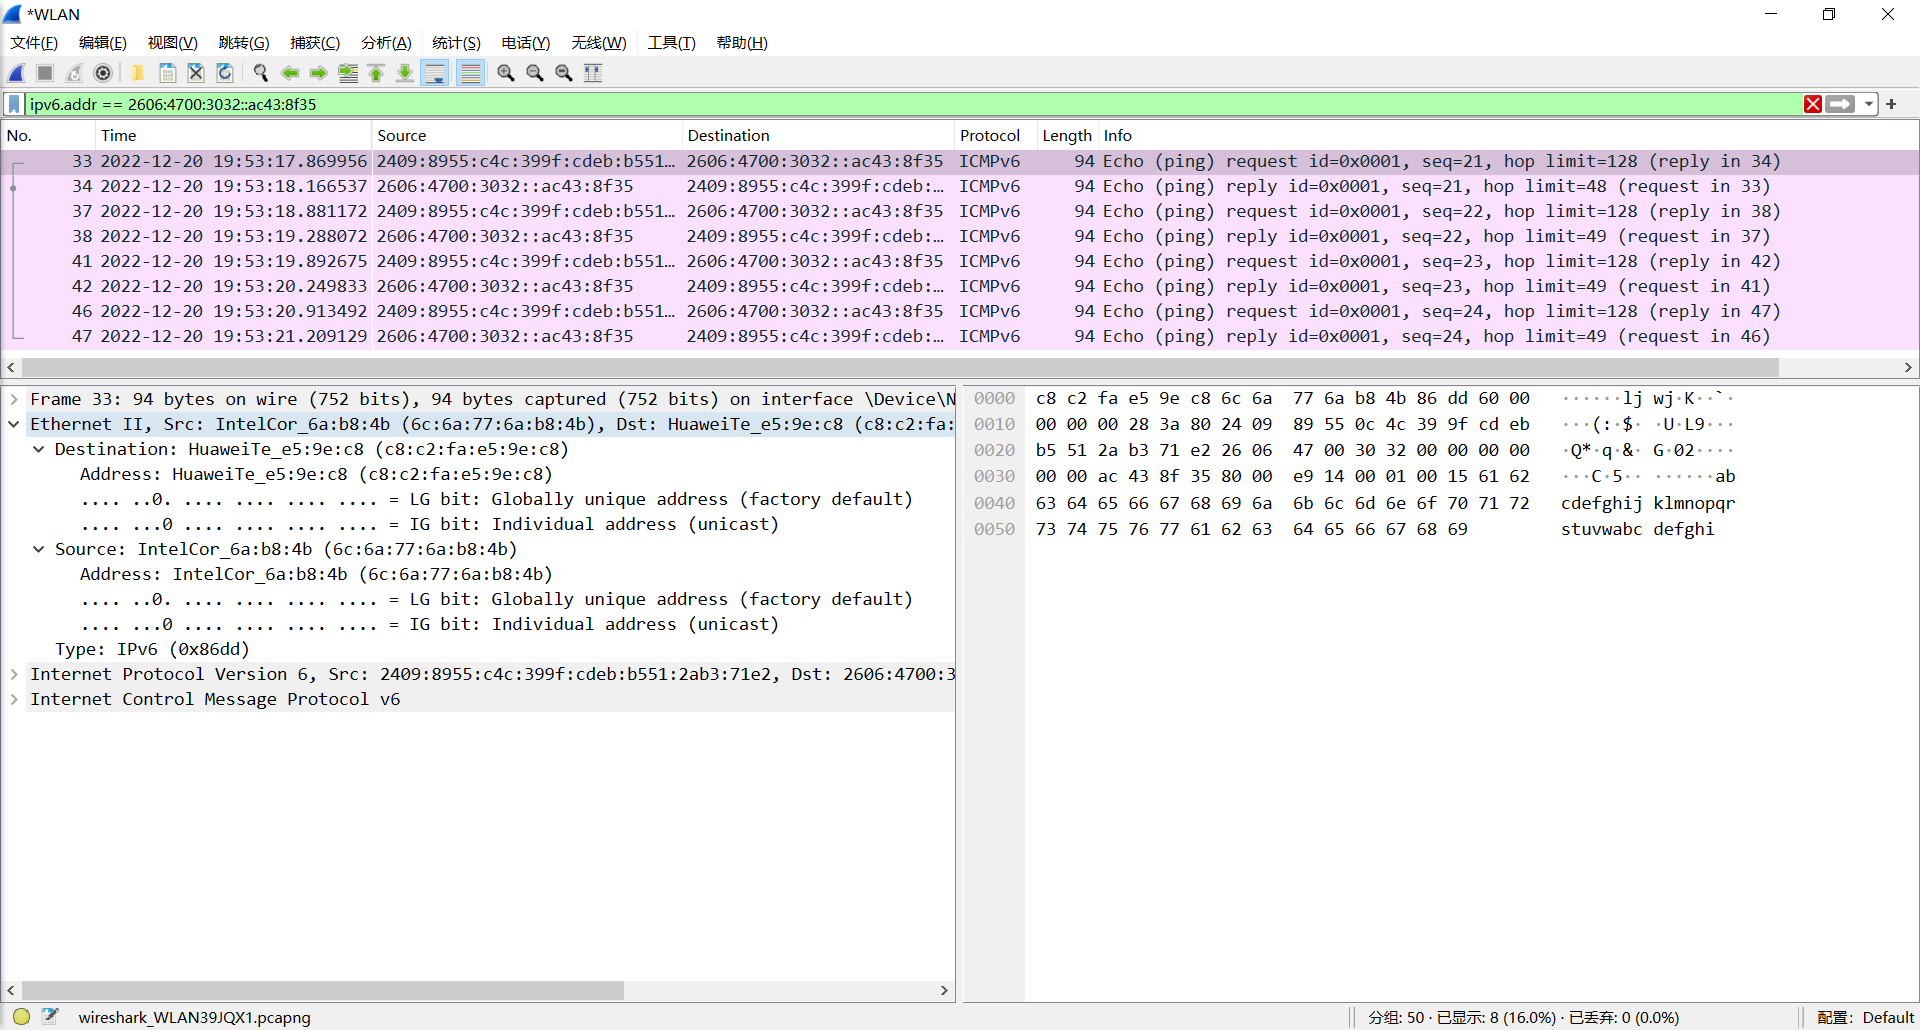 *WLAN
文件(F) 编辑(E) 视图(V) 跳转(G) 捕获(C) 分析(A) 统计(S) 电话(Y) 无线(W) 工具(T) 帮助(H)
ipv6.addr == 2606:4700:3032::ac43:8f35
No. Time Source Destination Protocol Length Info
33 2022-12-20 19:53:17.869956 2409:8955:c4c:399f:cdeb:b551… 2606:4700:3032::ac43:8f35 ICMPv6 94 Echo (ping) request id=0x0001, seq=21, hop limit=128 (reply in 34)
34 2022-12-20 19:53:18.166537 2606:4700:3032::ac43:8f35 2409:8955:c4c:399f:cdeb:… ICMPv6 94 Echo (ping) reply id=0x0001, seq=21, hop limit=48 (request in 33)
37 2022-12-20 19:53:18.881172 2409:8955:c4c:399f:cdeb:b551… 2606:4700:3032::ac43:8f35 ICMPv6 94 Echo (ping) request id=0x0001, seq=22, hop limit=128 (reply in 38)
38 2022-12-20 19:53:19.288072 2606:4700:3032::ac43:8f35 2409:8955:c4c:399f:cdeb:… ICMPv6 94 Echo (ping) reply id=0x0001, seq=22, hop limit=49 (request in 37)
41 2022-12-20 19:53:19.892675 2409:8955:c4c:399f:cdeb:b551… 2606:4700:3032::ac43:8f35 ICMPv6 94 Echo (ping) request id=0x0001, seq=23, hop limit=128 (reply in 42)
42 2022-12-20 19:53:20.249833 2606:4700:3032::ac43:8f35 2409:8955:c4c:399f:cdeb:… ICMPv6 94 Echo (ping) reply id=0x0001, seq=23, hop limit=49 (request in 41)
46 2022-12-20 19:53:20.913492 2409:8955:c4c:399f:cdeb:b551… 2606:4700:3032::ac43:8f35 ICMPv6 94 Echo (ping) request id=0x0001, seq=24, hop limit=128 (reply in 47)
47 2022-12-20 19:53:21.209129 2606:4700:3032::ac43:8f35 2409:8955:c4c:399f:cdeb:… ICMPv6 94 Echo (ping) reply id=0x0001, seq=24, hop limit=49 (request in 46)
Frame 33: 94 bytes on wire (752 bits), 94 bytes captured (752 bits) on interface \Device\N
Ethernet II, Src: IntelCor_6a:b8:4b (6c:6a:77:6a:b8:4b), Dst: HuaweiTe_e5:9e:c8 (c8:c2:fa:
Destination: HuaweiTe_e5:9e:c8 (c8:c2:fa:e5:9e:c8)
Address: HuaweiTe_e5:9e:c8 (c8:c2:fa:e5:9e:c8)
.... ..0. .... .... .... .... = LG bit: Globally unique address (factory default)
.... ...0 .... .... .... .... = IG bit: Individual address (unicast)
Source: IntelCor_6a:b8:4b (6c:6a:77:6a:b8:4b)
Address: IntelCor_6a:b8:4b (6c:6a:77:6a:b8:4b)
.... ..0. .... .... .... .... = LG bit: Globally unique address (factory default)
.... ...0 .... .... .... .... = IG bit: Individual address (unicast)
Type: IPv6 (0x86dd)
Internet Protocol Version 6, Src: 2409:8955:c4c:399f:cdeb:b551:2ab3:71e2, Dst: 2606:4700:3
Internet Control Message Protocol v6
0000 c8 c2 fa e5 9e c8 6c 6a 77 6a b8 4b 86 dd 60 00 ······lj wj·K··`·
0010 00 00 00 28 3a 80 24 09 89 55 0c 4c 39 9f cd eb ···(:·$· ·U·L9···
0020 b5 51 2a b3 71 e2 26 06 47 00 30 32 00 00 00 00 ·Q*·q·&· G·02····
0030 00 00 ac 43 8f 35 80 00 e9 14 00 01 00 15 61 62 ···C·5·· ······ab
0040 63 64 65 66 67 68 69 6a 6b 6c 6d 6e 6f 70 71 72 cdefghij klmnopqr
0050 73 74 75 76 77 61 62 63 64 65 66 67 68 69 stuvwabc defghi
wireshark_WLAN39JQX1.pcapng 分组: 50 · 已显示: 8 (16.0%) · 已丢弃: 0 (0.0%) 配置: Default